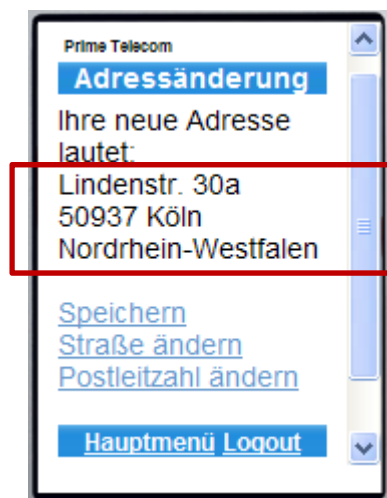 Prime Telecom
Adressänderung
Ihre neue Adresse
lautet:
Lindenstr. 30a
50937 Köln
Nordrhein-Westfalen
Speichern
Straße ändern
Postleitzahl ändern
Hauptmenü Logout